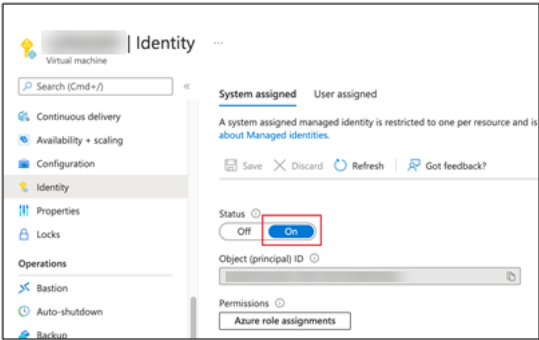 | Identity ...
Virtual machine
Search (Cmd+/)
«
Continuous delivery
Availability + scaling
Configuration
Identity
Properties
Locks
Operations
Bastion
Auto-shutdown
Backup
System assigned User assigned
A system assigned managed identity is restricted to one per resource and is
about Managed identities.
Save Discard Refresh | Got feedback?
Status
Off On
Object (principal) ID
Permissions
Azure role assignments